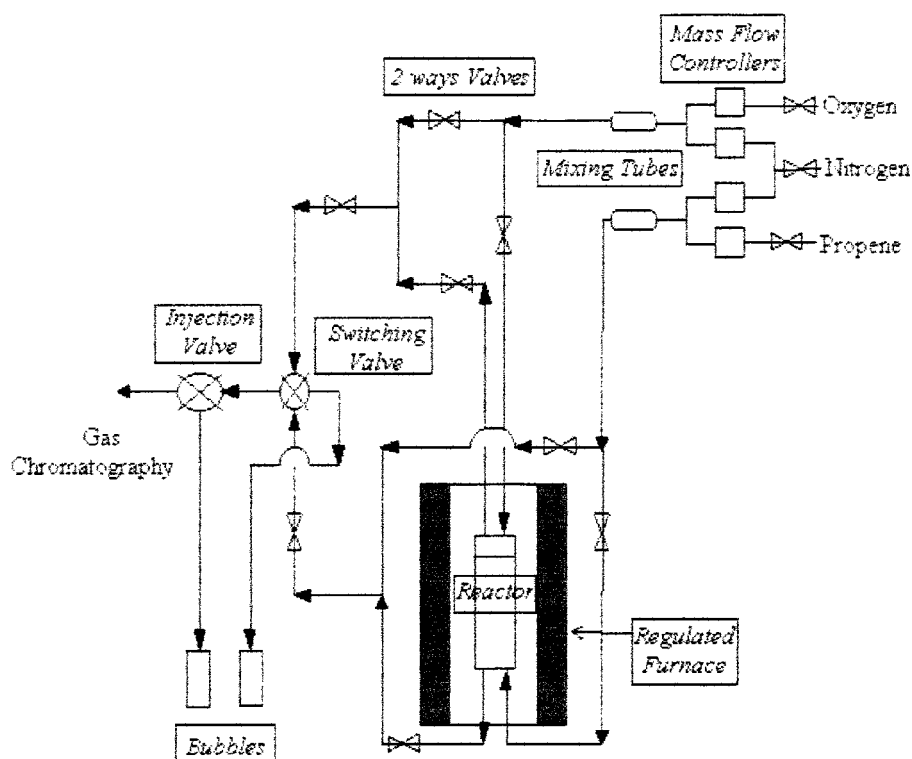 Mass Flow
Controllers
2 ways Valves
Oxygen
Mixing Tubes
Nitrogen
Propene
Injection
Valve
Switching
Valve
Gas
Chromatography
Reactor
Regulated
Furnace
Bubbles